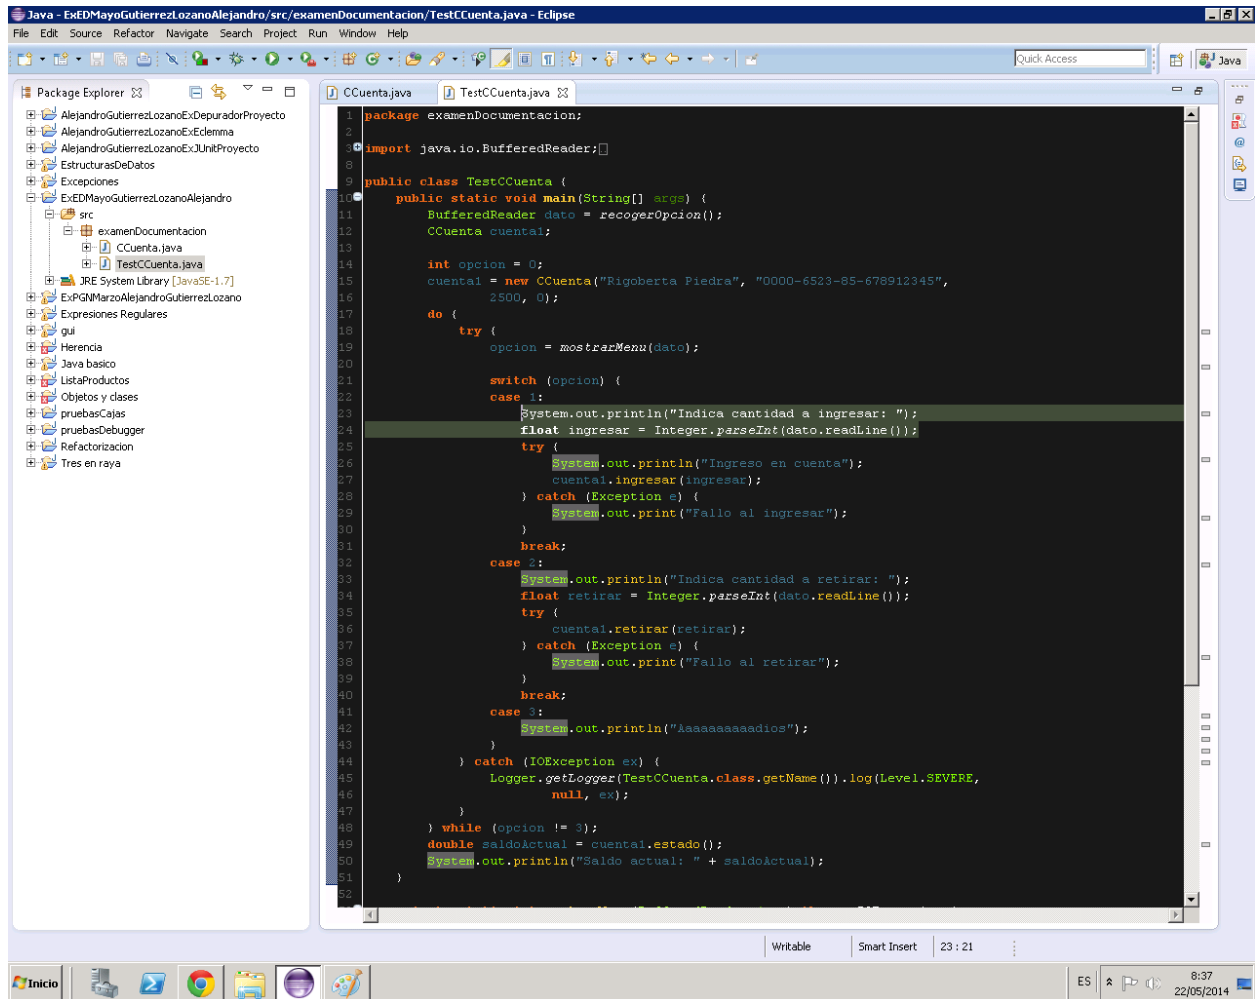 Java - ExEDMayoGutierrezLozanoAlejandro/src/examenDocumentacion/TestCCuenta.java - Eclipse
File Edit Source Refactor Navigate Search Project Run Window Help
Quick Access
Java
Package Explorer
AlejandroGutierrezLozanoExDepuradorProyecto
AlejandroGutierrezLozanoExEclemma
AlejandroGutierrezLozanoExJUnitProyecto
EstructurasDeDatos
Excepciones
ExEDMayoGutierrezLozanoAlejandro
src
examenDocumentacion
CCuenta.java
TestCCuenta.java
JRE System Library [JavaSE-1.7]
ExPGNMarzoAlejandroGutierrezLozano
Expresiones Regulares
gui
Herencia
Java basico
ListaProductos
Objetos y clases
pruebasCajas
pruebasDebugger
Refactorizacion
Tres en raya
CCuenta.java TestCCuenta.java
1 package examenDocumentacion;
2
3 import java.io.BufferedReader;
8
9 public class TestCCuenta {
10 public static void main(String[] args) {
11 BufferedReader dato = recogerOpcion();
12 CCuenta cuenta1;
13
14 int opcion = 0;
15 cuenta1 = new CCuenta("Rigoberta Piedra", "0000-6523-85-678912345",
16 2500, 0);
17 do {
18 try {
19 opcion = mostrarMenu(dato);
20
21 switch (opcion) {
22 case 1:
23 System.out.println("Indica cantidad a ingresar: ");
24 float ingresar = Integer.parseInt(dato.readLine());
25 try {
26 System.out.println("Ingreso en cuenta");
27 cuenta1.ingresar(ingresar);
28 } catch (Exception e) {
29 System.out.print("Fallo al ingresar");
30 }
31 break;
32 case 2:
33 System.out.println("Indica cantidad a retirar: ");
34 float retirar = Integer.parseInt(dato.readLine());
35 try {
36 cuenta1.retirar(retirar);
37 } catch (Exception e) {
38 System.out.print("Fallo al retirar");
39 }
40 break;
41 case 3:
42 System.out.println("Aaaaaaaaaadios");
43 }
44 } catch (IOException ex) {
45 Logger.getLogger(TestCCuenta.class.getName()).log(Level.SEVERE,
46 null, ex);
47 }
48 } while (opcion != 3);
49 double saldoActual = cuenta1.estado();
50 System.out.println("Saldo actual: " + saldoActual);
51 }
52
Writable Smart Insert 23 : 21
Inicio
ES
8:37
22/05/2014